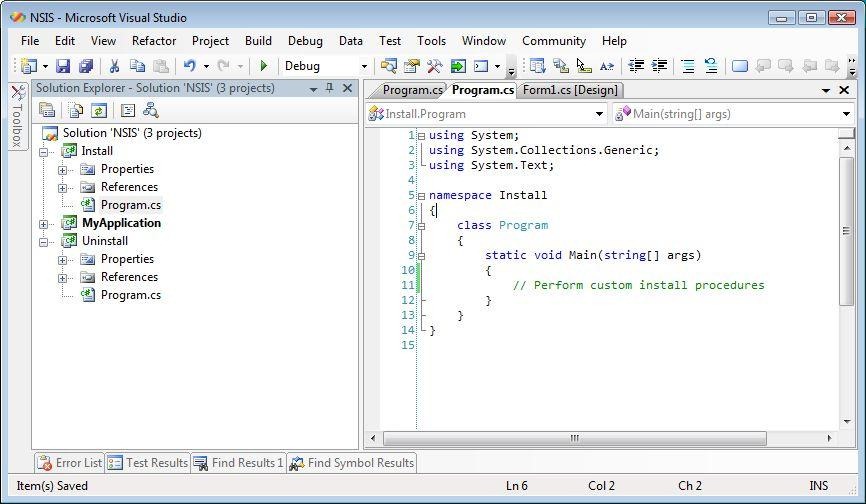 NSIS - Microsoft Visual Studio
File Edit View Refactor Project Build Debug Data Test Tools Window Community Help
Debug
Toolbox
Solution Explorer - Solution 'NSIS' (3 projects)
Solution 'NSIS' (3 projects)
Install
Properties
References
Program.cs
MyApplication
Uninstall
Properties
References
Program.cs
Program.cs Program.cs Form1.cs [Design]
Install.Program Main(string[] args)
1 using System;
2 using System.Collections.Generic;
3 using System.Text;
4
5 namespace Install
6 {
7 class Program
8 {
9 static void Main(string[] args)
10 {
11 // Perform custom install procedures
12 }
13 }
14 }
15
Error List Test Results Find Results 1 Find Symbol Results
Item(s) Saved Ln 6 Col 2 Ch 2 INS